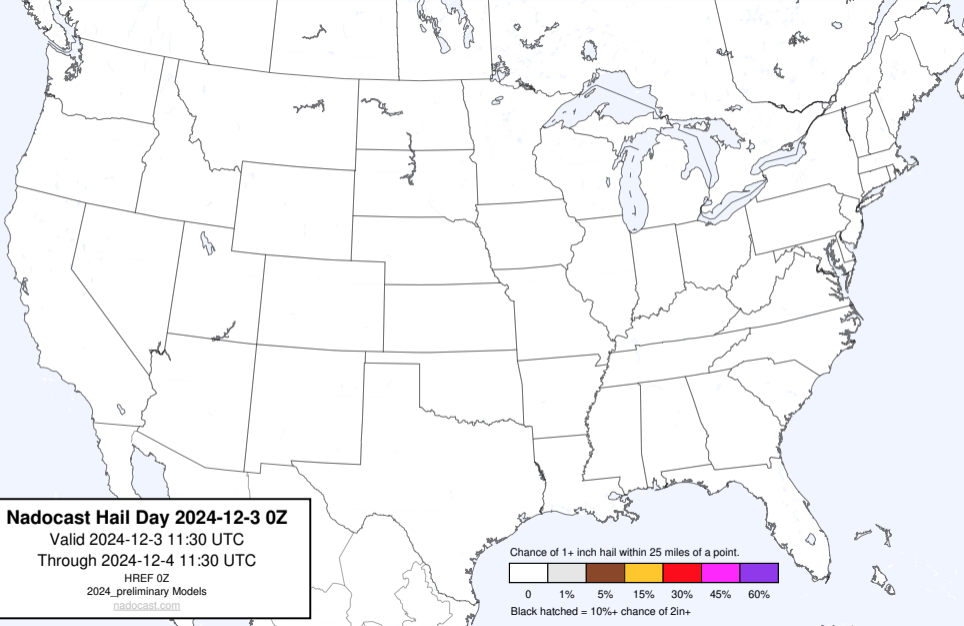 Nadocast Hail Day 2024-12-3 0Z
Valid 2024-12-3 11:30 UTC
Through 2024-12-4 11:30 UTC
HREF 0Z
2024_preliminary Models
nadocast.com
Chance of 1+ inch hail within 25 miles of a point.
0 1% 5% 15% 30% 45% 60%
Black hatched = 10%+ chance of 2in+